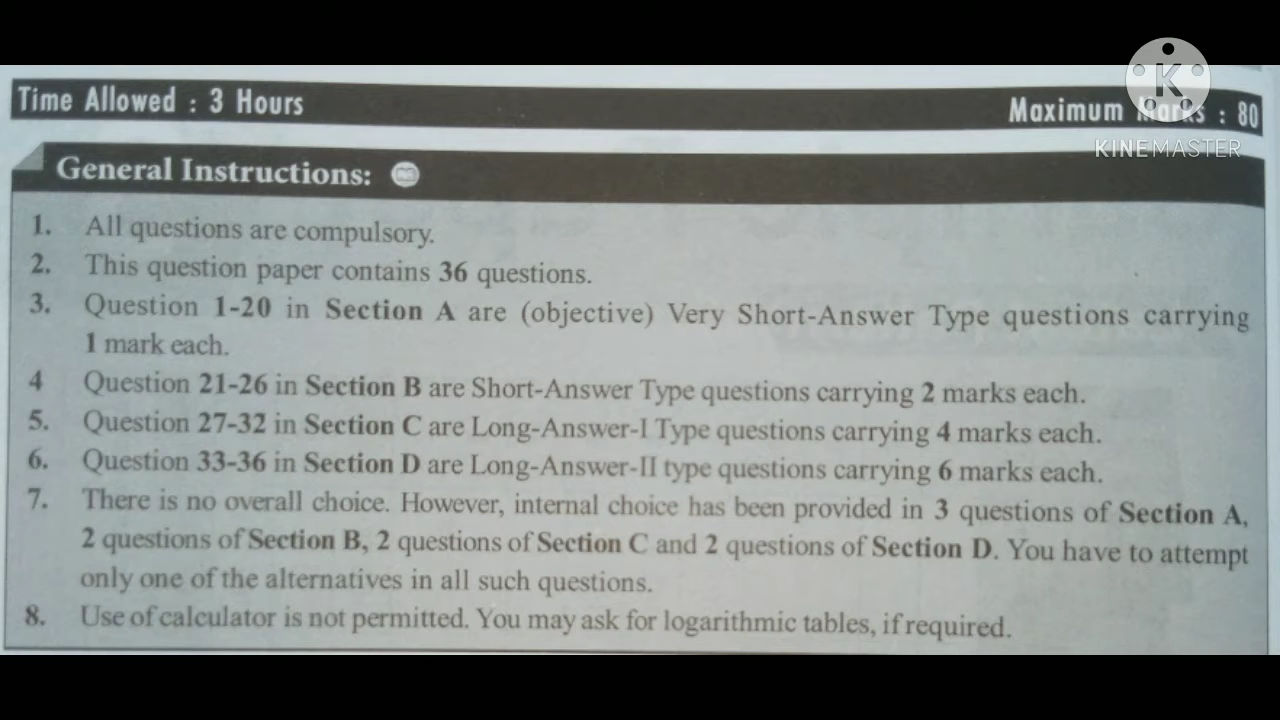 Time Allowed : 3 Hours
Maximum Marks : 80
K
KINEMASTER
General Instructions:
1. All questions are compulsory.
2. This question paper contains 36 questions.
3. Question 1-20 in Section A are (objective) Very Short-Answer Type questions carrying
1 mark each.
4 Question 21-26 in Section B are Short-Answer Type questions carrying 2 marks each.
5. Question 27-32 in Section C are Long-Answer-I Type questions carrying 4 marks each.
6. Question 33-36 in Section D are Long-Answer-II type questions carrying 6 marks each.
7. There is no overall choice. However, internal choice has been provided in 3 questions of Section A,
2 questions of Section B, 2 questions of Section C and 2 questions of Section D. You have to attempt
only one of the alternatives in all such questions.
8. Use of calculator is not permitted. You may ask for logarithmic tables, if required.